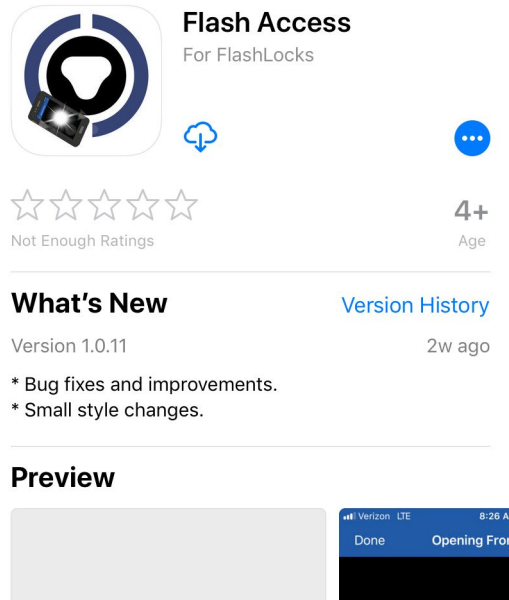 Flash Access
For FlashLocks
Not Enough Ratings
4+
Age
What's New
Version History
Version 1.0.11
2w ago
* Bug fixes and improvements.
* Small style changes.
Preview
Verizon LTE
8:26 A
Done
Opening Fron